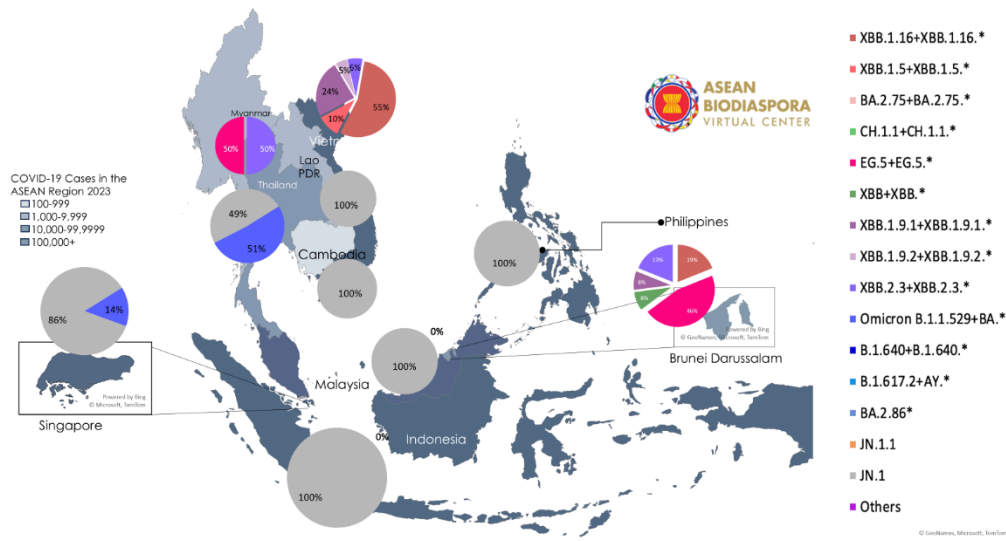 ASEAN
BIODIASPORA
VIRTUAL CENTER
COVID-19 Cases in the
ASEAN Region 2023
100-999
1,000-9,999
10,000-99,9999
100,000+
Myanmar
50%
50%
5%
6%
24%
10%
55%
Lao
PDR
100%
Thailand
49%
51%
Cambodia
100%
Philippines
100%
19%
19%
8%
8%
46%
Powered by Bing
© GeoNames, Microsoft, TomTom
Brunei Darussalam
86%
14%
Powered by Bing
© Microsoft, TomTom
Singapore
0%
100%
Malaysia
0%
Indonesia
100%
XBB.1.16+XBB.1.16.*
XBB.1.5+XBB.1.5.*
BA.2.75+BA.2.75.*
CH.1.1+CH.1.1.*
EG.5+EG.5.*
XBB+XBB.*
XBB.1.9.1+XBB.1.9.1.*
XBB.1.9.2+XBB.1.9.2.*
XBB.2.3+XBB.2.3.*
Omicron B.1.1.529+BA.*
B.1.640+B.1.640.*
B.1.617.2+AY.*
BA.2.86*
JN.1.1
JN.1
Others
© GeoNames, Microsoft, TomTom